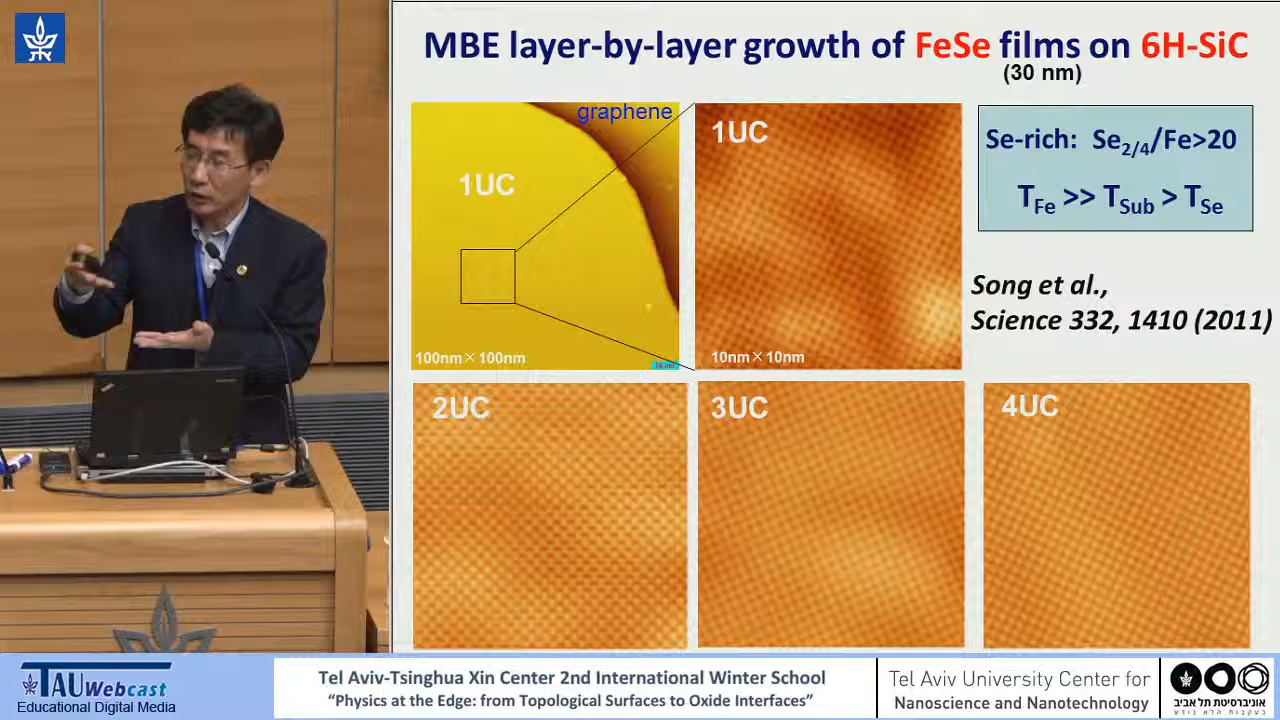 MBE layer-by-layer growth of FeSe films on 6H-SiC
(30 nm)
graphene
1UC
100nm×100nm
1UC
10nm×10nm
Se-rich: Se2/4/Fe>20
TFe >> TSub > TSe
Song et al.,
Science 332, 1410 (2011)
2UC
3UC
4UC
TAU Webcast
Educational Digital Media
Tel Aviv-Tsinghua Xin Center 2nd International Winter School
“Physics at the Edge: from Topological Surfaces to Oxide Interfaces”
Tel Aviv University Center for
Nanoscience and Nanotechnology
אוניברסיטת תל אביב